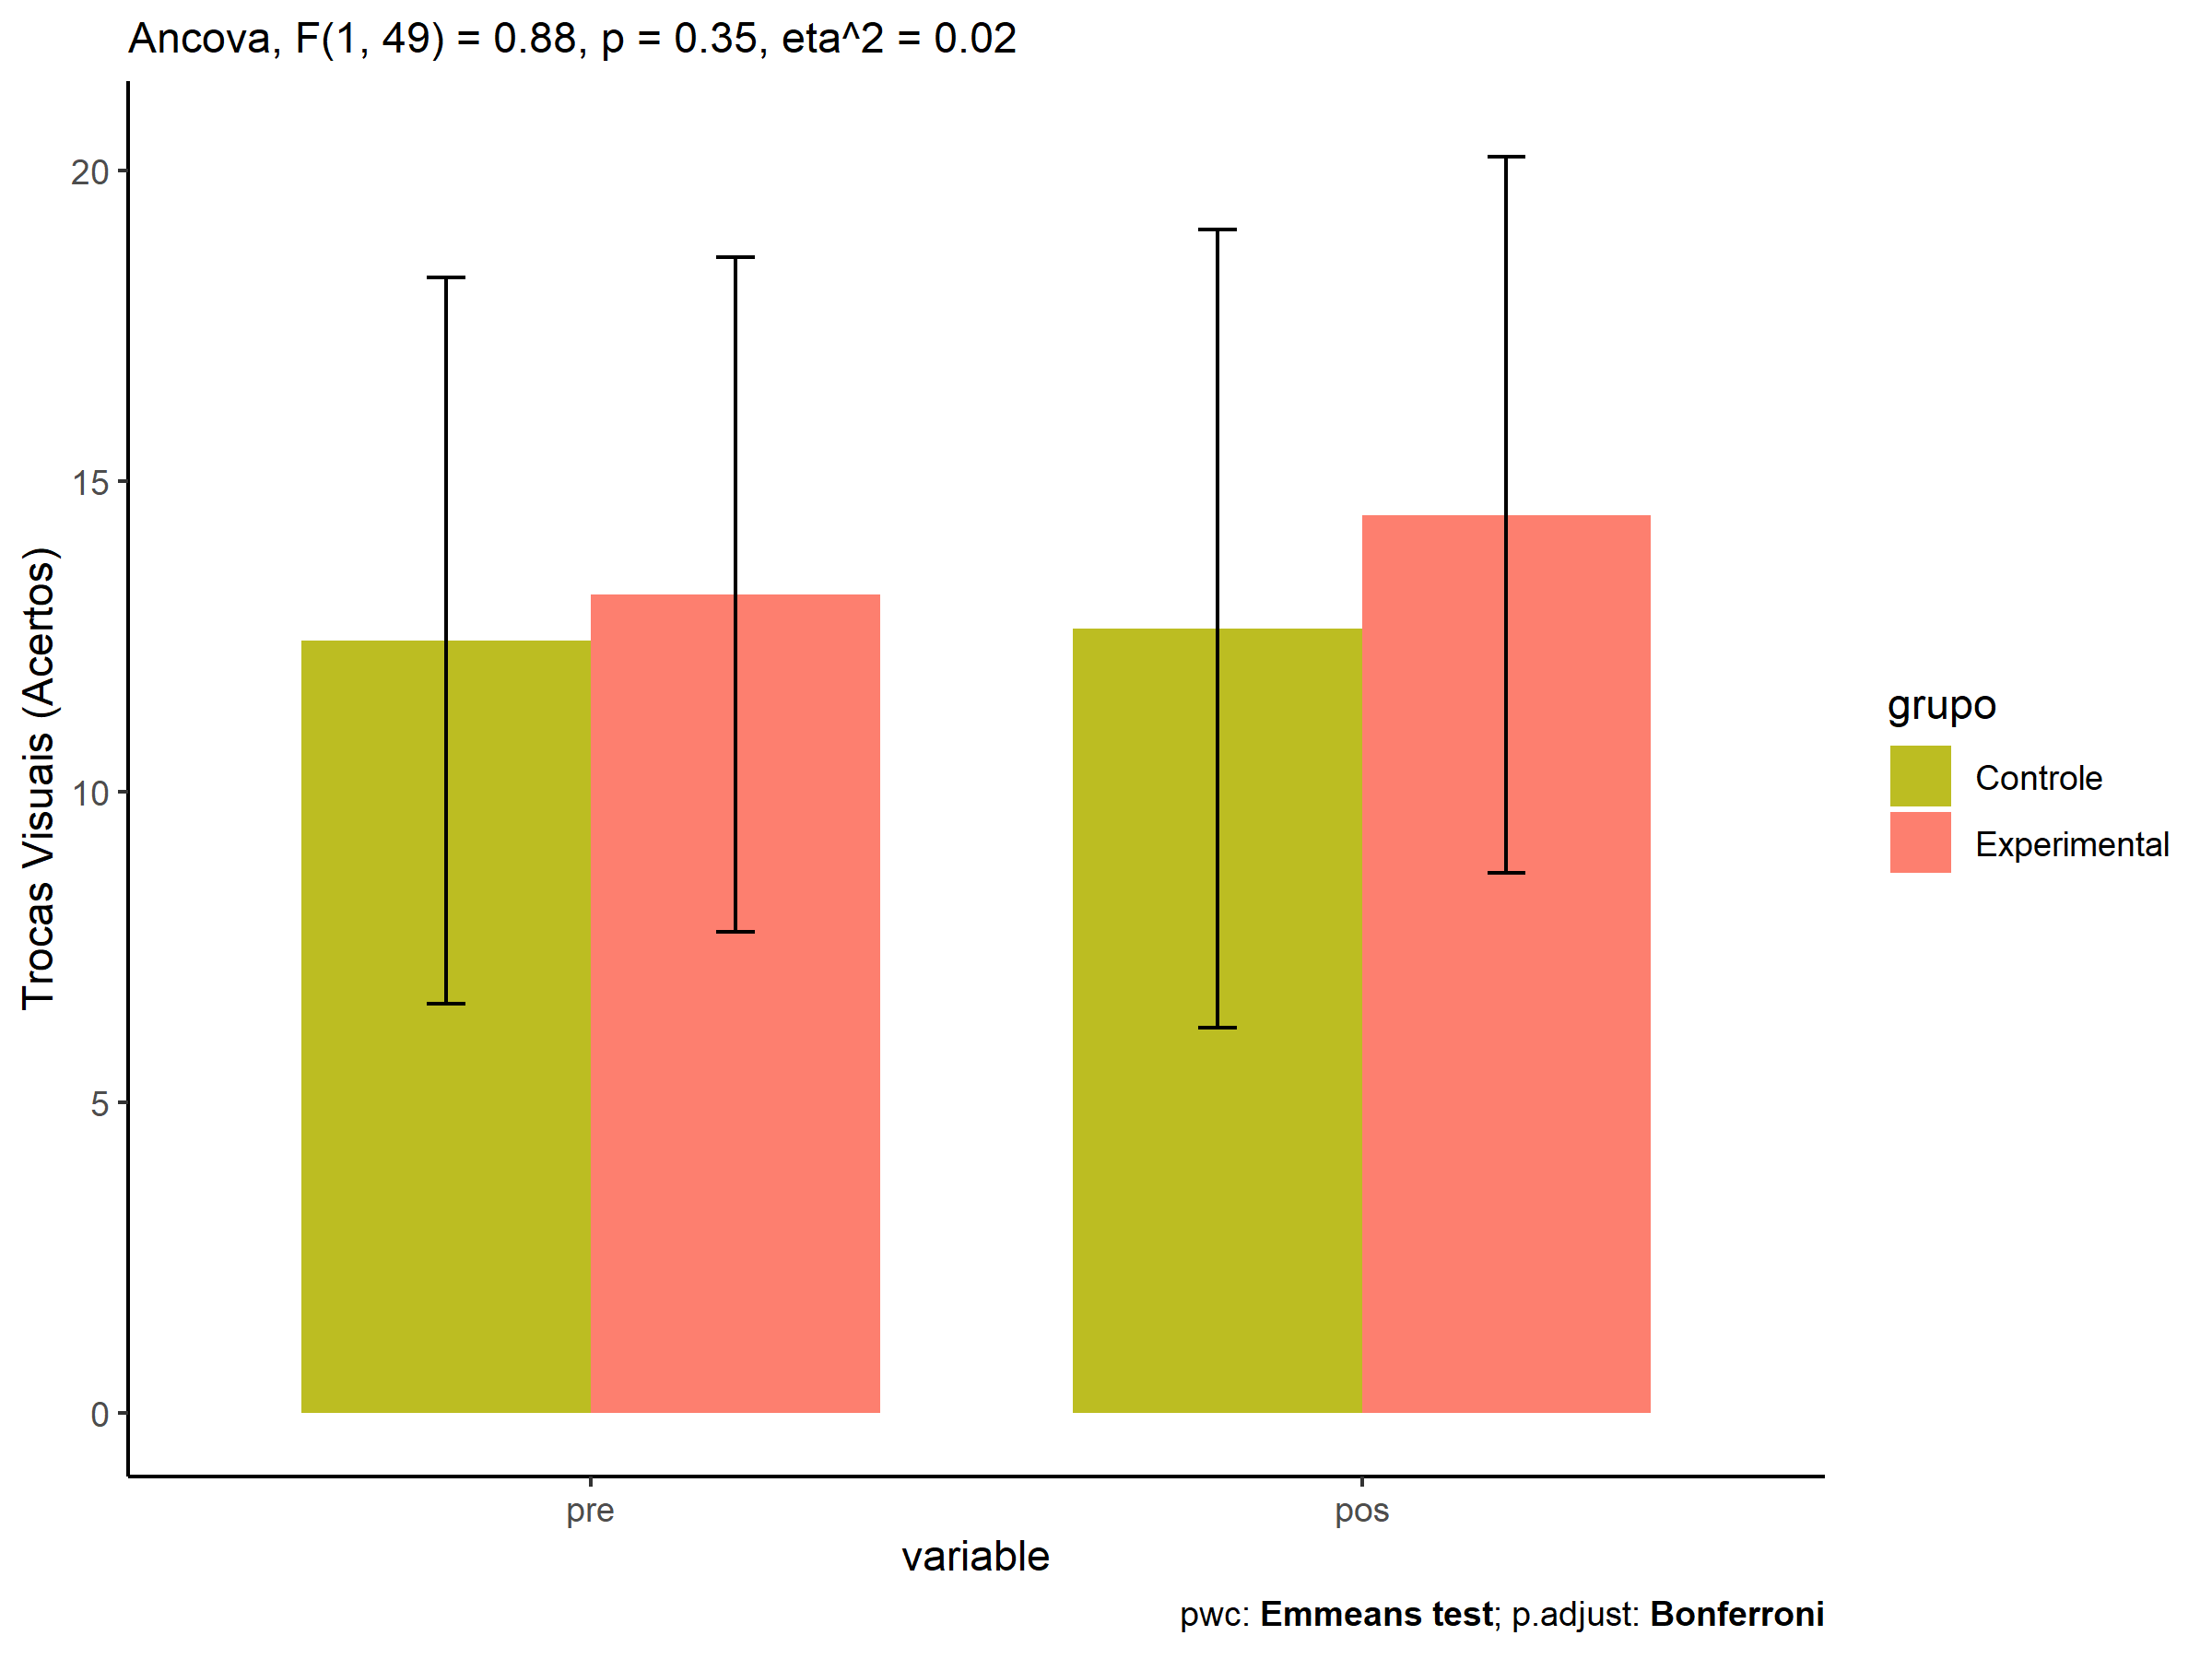 Ancova, F(1, 49) = 0.88, p = 0.35, eta^2 = 0.02
Trocas Visuais (Acertos)
20
15
10
5
0
pre
pos
variable
grupo
Controle
Experimental
pwc: Emmeans test; p.adjust: Bonferroni